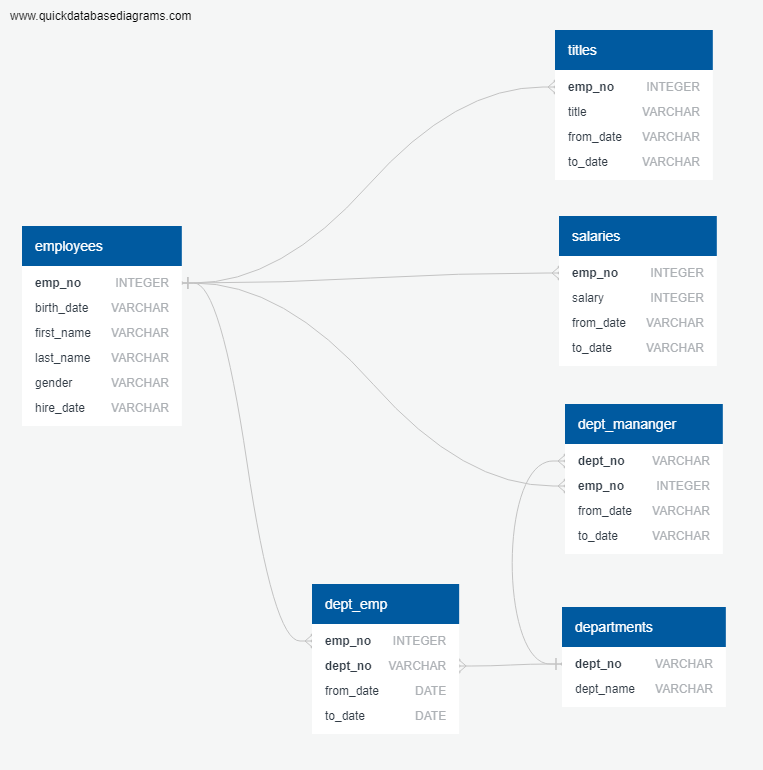 www.quickdatabasediagrams.com
titles
emp_no INTEGER
title VARCHAR
from_date VARCHAR
to_date VARCHAR
employees
emp_no INTEGER
birth_date VARCHAR
first_name VARCHAR
last_name VARCHAR
gender VARCHAR
hire_date VARCHAR
salaries
emp_no INTEGER
salary INTEGER
from_date VARCHAR
to_date VARCHAR
dept_mananger
dept_no VARCHAR
emp_no INTEGER
from_date VARCHAR
to_date VARCHAR
dept_emp
emp_no INTEGER
dept_no VARCHAR
from_date DATE
to_date DATE
departments
dept_no VARCHAR
dept_name VARCHAR